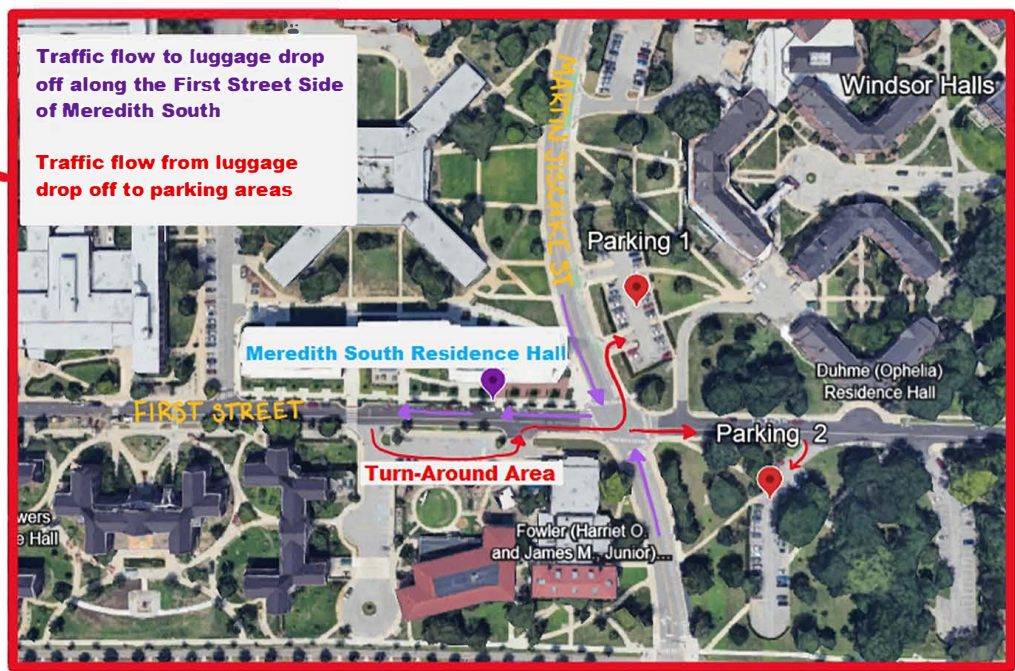 Traffic flow to luggage drop
off along the First Street Side
of Meredith South
Traffic flow from luggage
drop off to parking areas
MARTIN JISCHKE ST
Windsor Halls
Parking 1
Meredith South Residence Hall
Duhme (Ophelia)
Residence Hall
FIRST STREET
Parking 2
Turn-Around Area
wers
e Hall
Fowler (Harriet O.
and James M., Junior)...